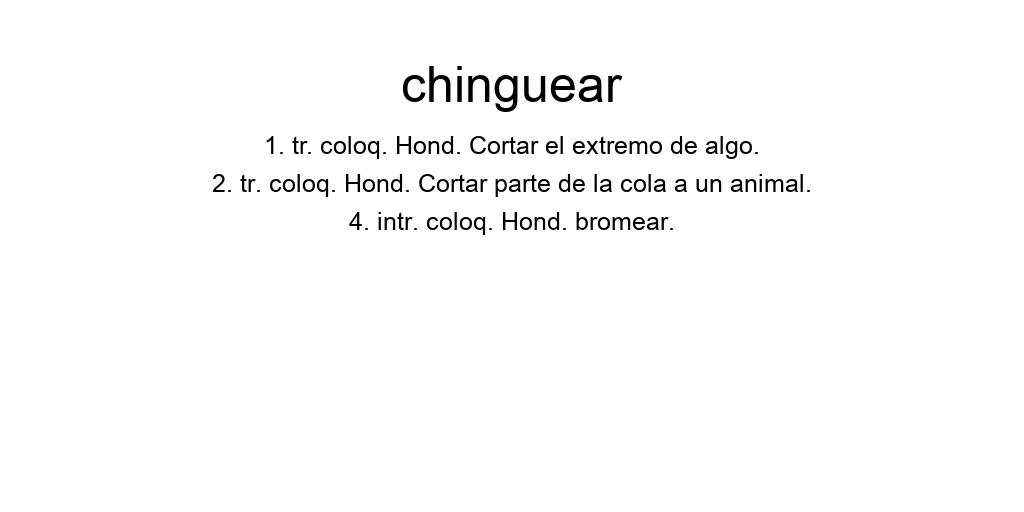 chinguear
1. tr. coloq. Hond. Cortar el extremo de algo.
2. tr. coloq. Hond. Cortar parte de la cola a un animal.
4. intr. coloq. Hond. bromear.